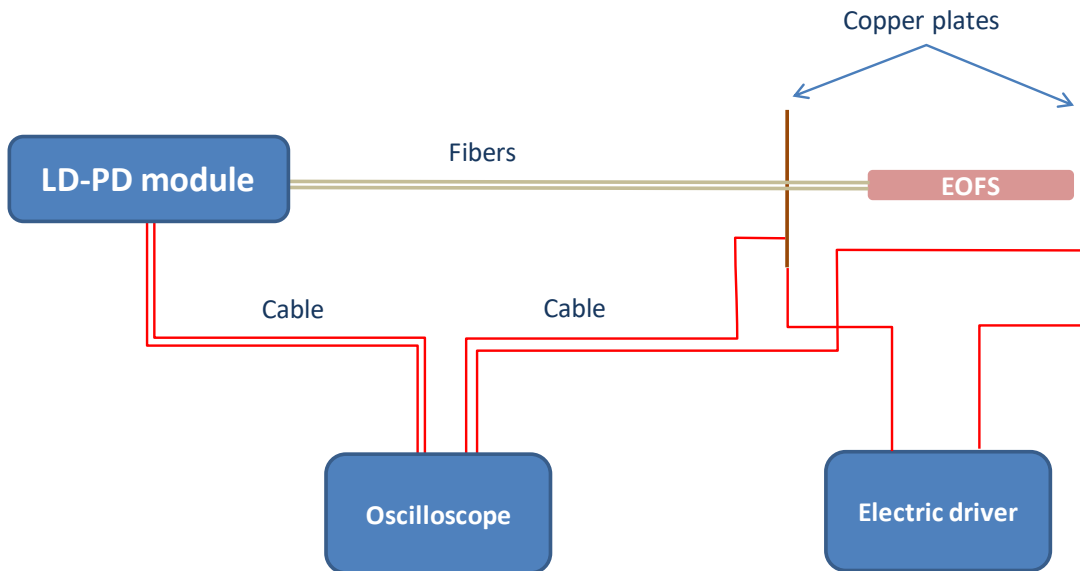 Copper plates
Fibers
LD-PD module
EOFS
Cable
Cable
Oscilloscope
Electric driver